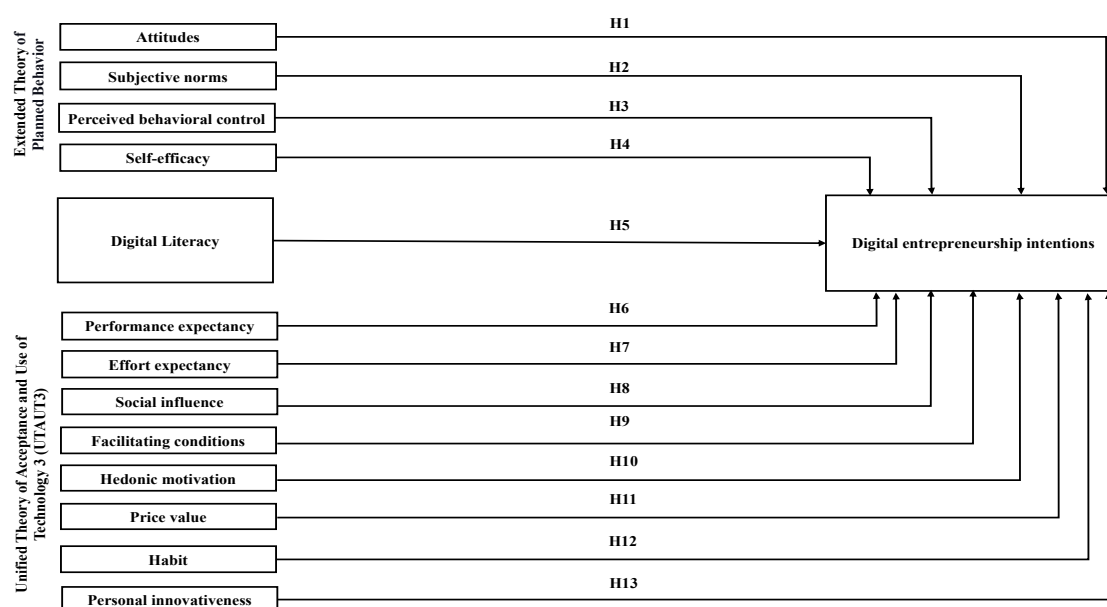 Extended Theory of
Planned Behavior
Attitudes
H1
Subjective norms
H2
Perceived behavioral control
H3
Self-efficacy
H4
Digital Literacy
H5
Digital entrepreneurship intentions
Unified Theory of Acceptance and Use of
Technology 3 (UTAUT3)
Performance expectancy
H6
Effort expectancy
H7
Social influence
H8
Facilitating conditions
H9
Hedonic motivation
H10
Price value
H11
Habit
H12
Personal innovativeness
H13